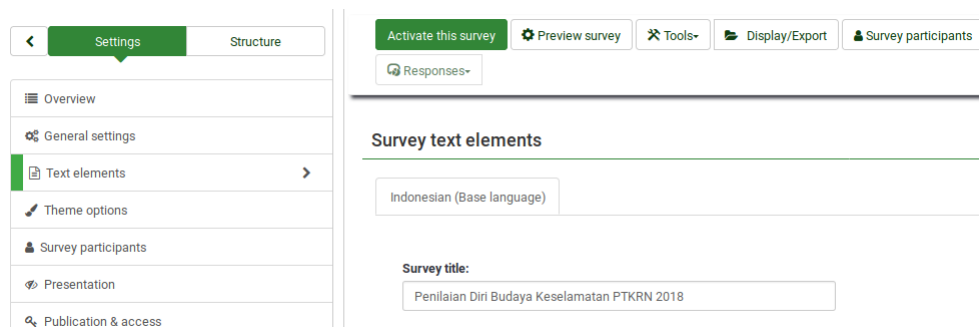 Settings
Structure
Overview
General settings
Text elements
Theme options
Survey participants
Presentation
Publication & access
Activate this survey
Preview survey
Tools
Display/Export
Survey participants
Responses
Survey text elements
Indonesian (Base language)
Survey title:
Penilaian Diri Budaya Keselamatan PTKRN 2018